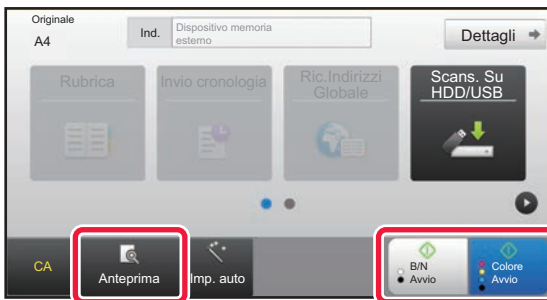 Originale
A4
Ind.
Dispositivo memoria
esterno
Dettagli
Rubrica
Invio cronologia
Ric.Indirizzi
Globale
Scans. Su
HDD/USB
CA
Anteprima
Imp. auto
B/N
Avvio
Colore
Avvio